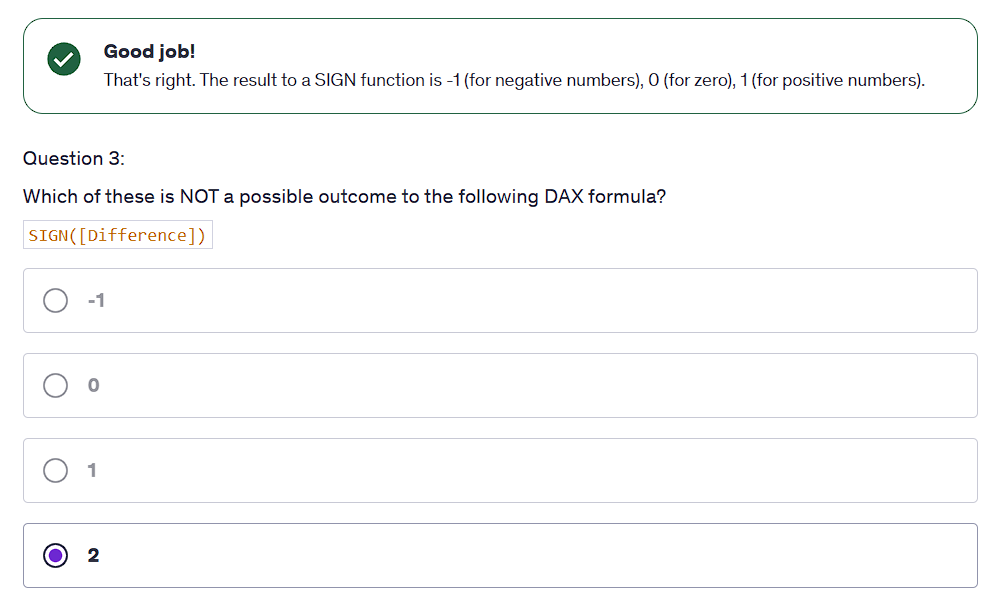 Good job!
That's right. The result to a SIGN function is -1 (for negative numbers), 0 (for zero), 1 (for positive numbers).
Question 3:
Which of these is NOT a possible outcome to the following DAX formula?
SIGN([Difference])
-1
0
1
2